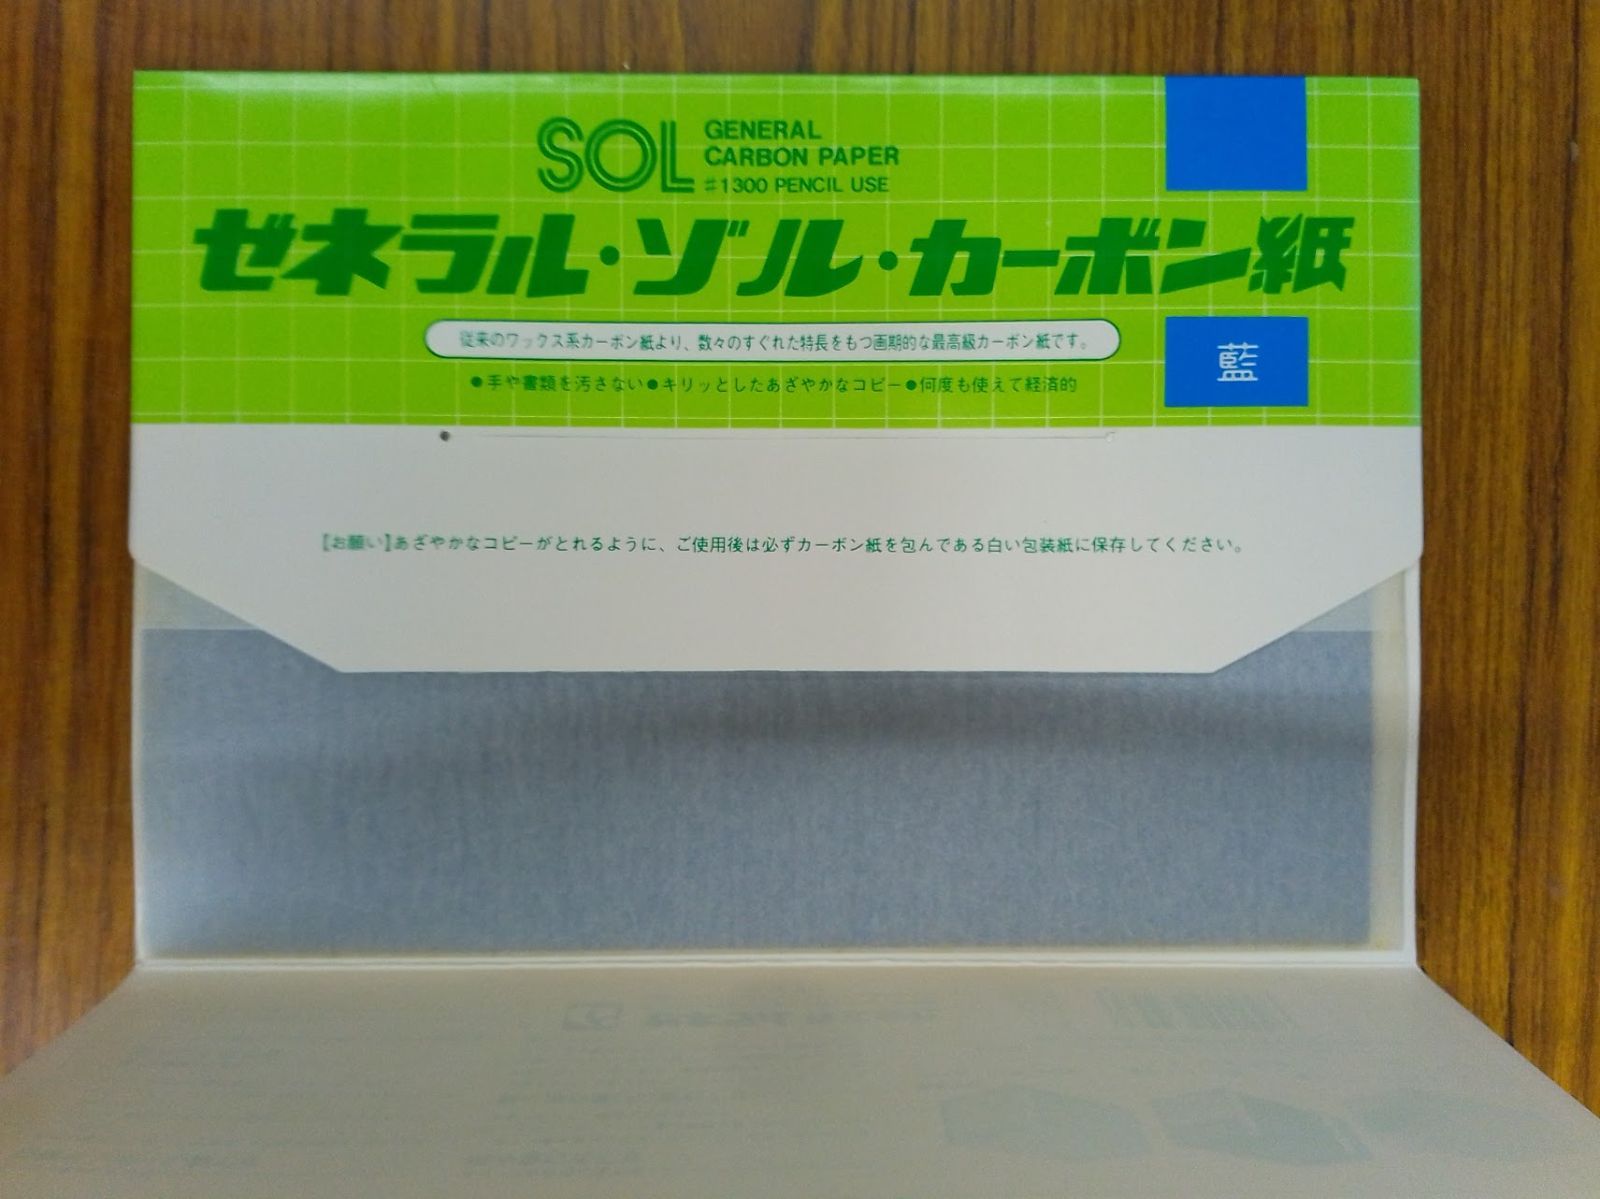 SOL GENERAL
CARBON PAPER
#1300 PENCIL USE
ゼネラル・ゾル・カーボン紙
従来のワックス系カーボン紙より、数々のすぐれた特長をもつ画期的な最高級カーボン紙です。
●手や書類を汚さない●キリッとしたあざやかなコピー●何度も使えて経済的
藍
【お願い】あざやかなコピーがとれるように、ご使用後は必ずカーボン紙を包んである白い包装紙に保存してください。